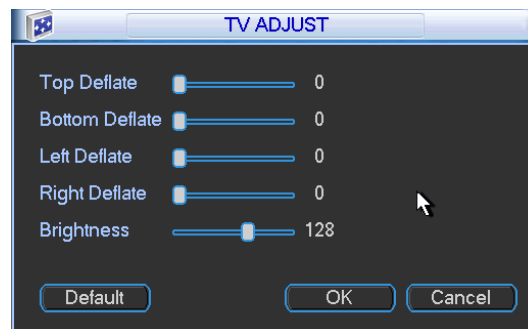 TV ADJUST
Top Deflate 0
Bottom Deflate 0
Left Deflate 0
Right Deflate 0
Brightness 128
Default OK Cancel